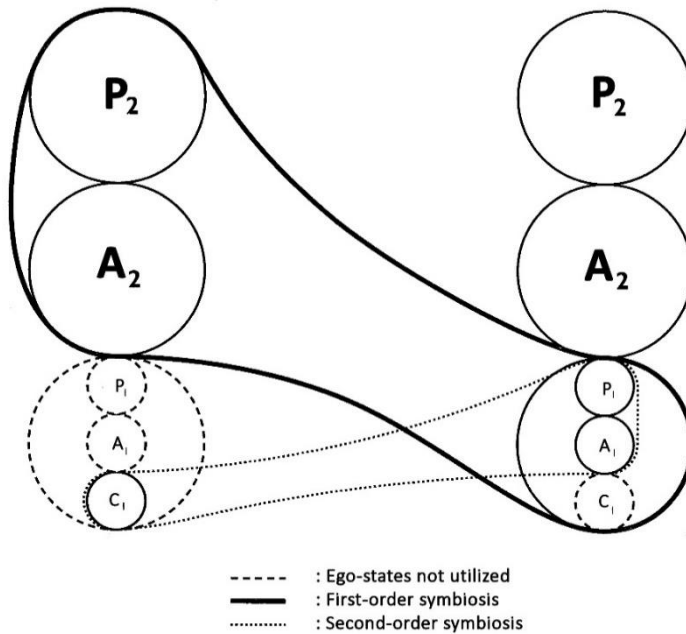 P₂ P₂
A₂ A₂
P₁ P₁
A₁ A₁
C₁ C₁
: Ego-states not utilized
: First-order symbiosis
: Second-order symbiosis